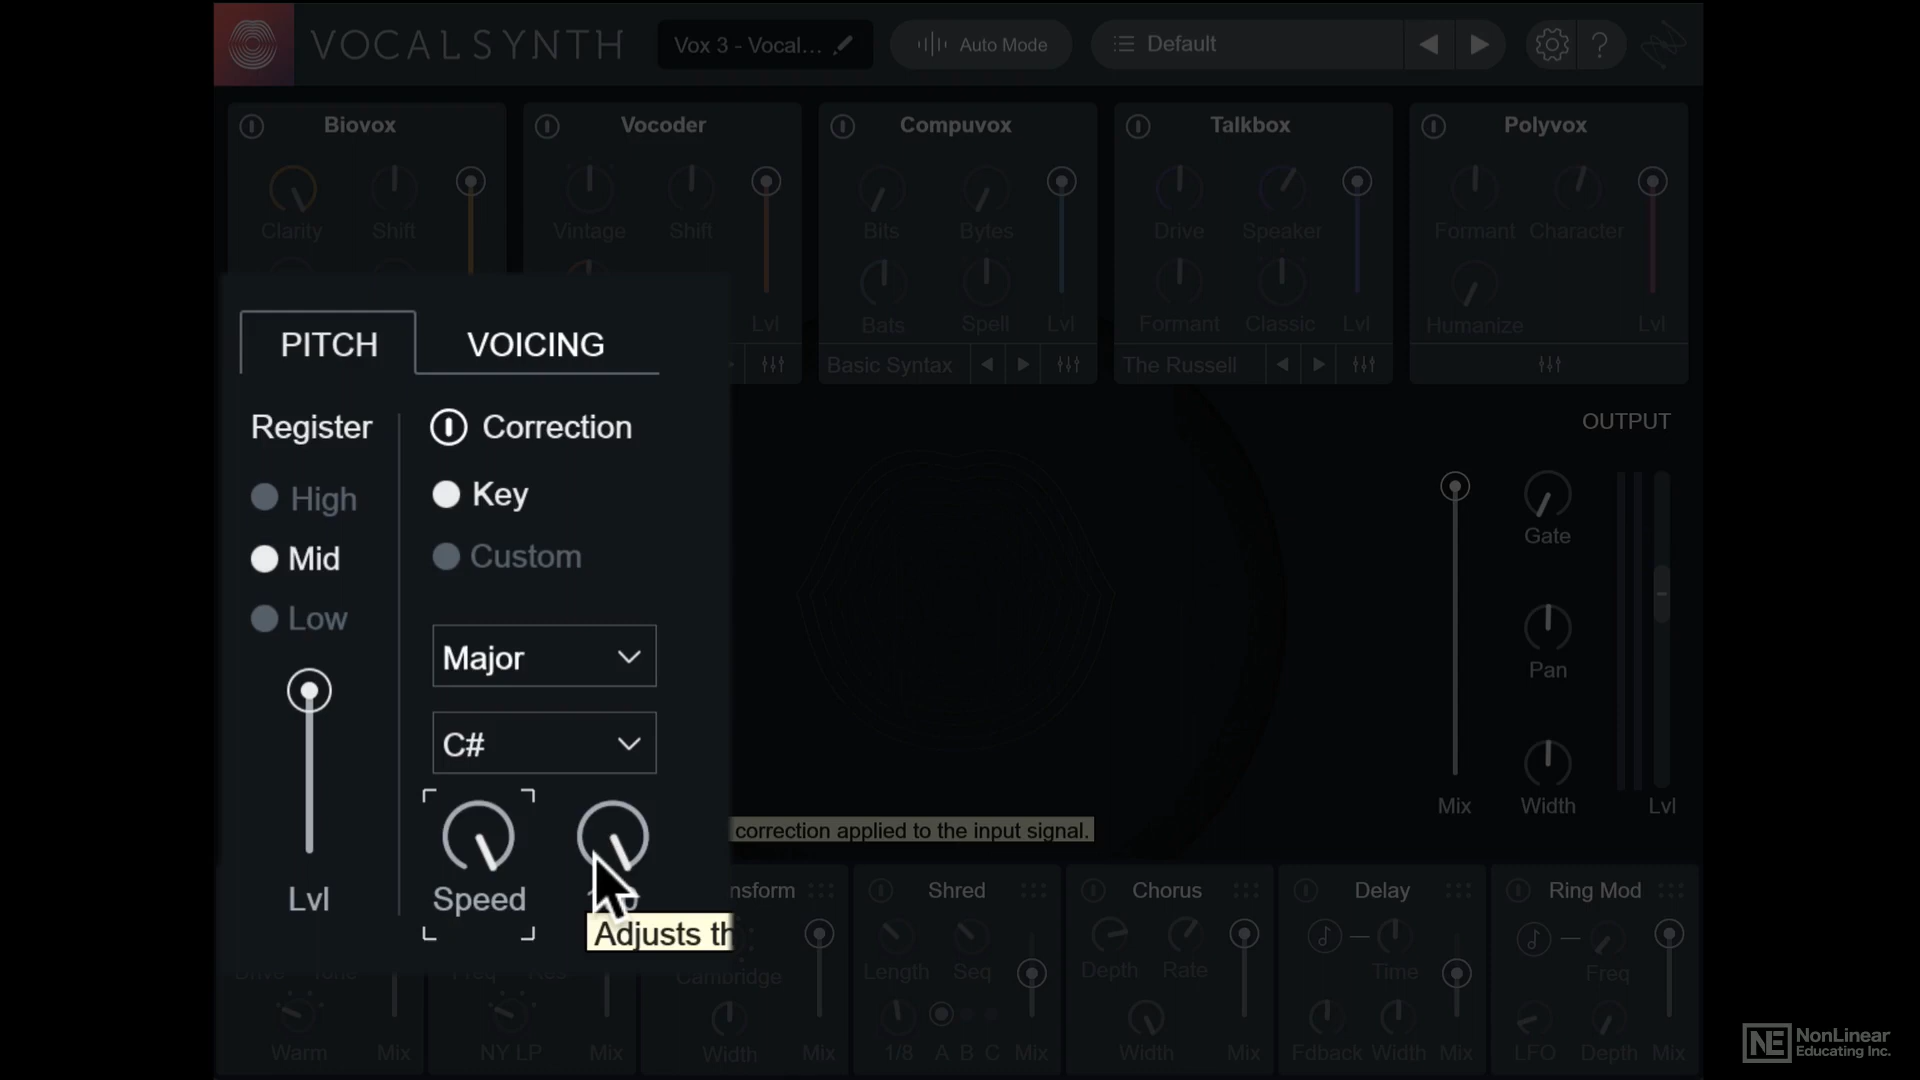 VOCALSYNTH
Vox 3 - Vocal...
Auto Mode
Default
?
Biovox
Vocoder
Compuvox
Talkbox
Polyvox
Clarity
Shift
Vintage
Shift
Bits
Bytes
Drive
Speaker
Formant
Character
Lvl
Bats
Spell
Lvl
Formant
Classic
Lvl
Humanize
Lvl
Basic Syntax
The Russell
PITCH
VOICING
Register
High
Mid
Low
Lvl
Correction
Key
Custom
Major
C#
Speed
Adjusts th
correction applied to the input signal.
OUTPUT
Gate
Pan
Width
Mix
Lvl
nsform
Shred
Chorus
Delay
Ring Mod
Cambridge
Length
Seq
Depth
Rate
Time
Freq
Warm
Mix
NY LP
Mix
Width
Mix
1/8
A B C
Mix
Width
Mix
Fdback
Width
Mix
LFO
Depth
Mix
NE
NonLinear
Educating Inc.